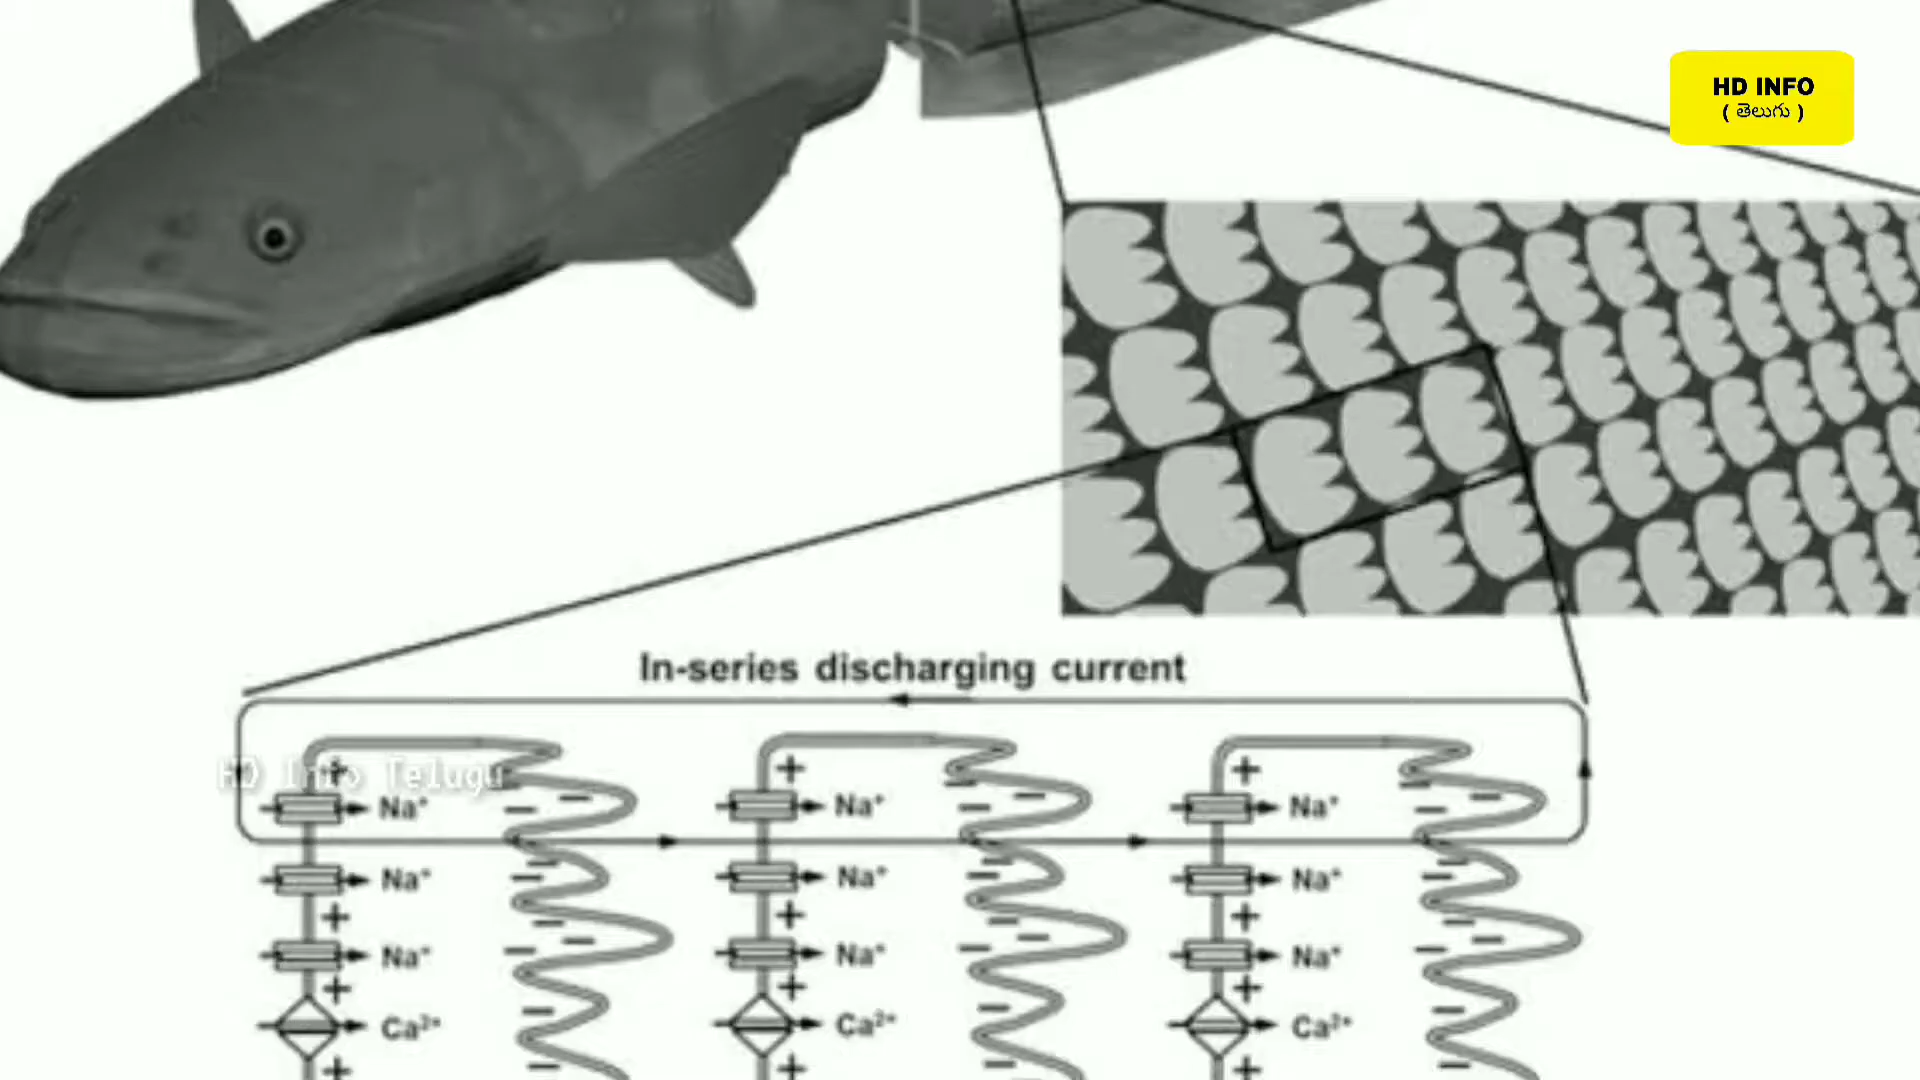 HD INFO
( తెలుగు )
In-series discharging current
HD Info Telugu
+ + +
Na⁺ Na⁺ Na⁺
Na⁺ Na⁺ Na⁺
+ + +
Na⁺ Na⁺ Na⁺
+ + +
Ca²⁺ Ca²⁺ Ca²⁺
+ + +